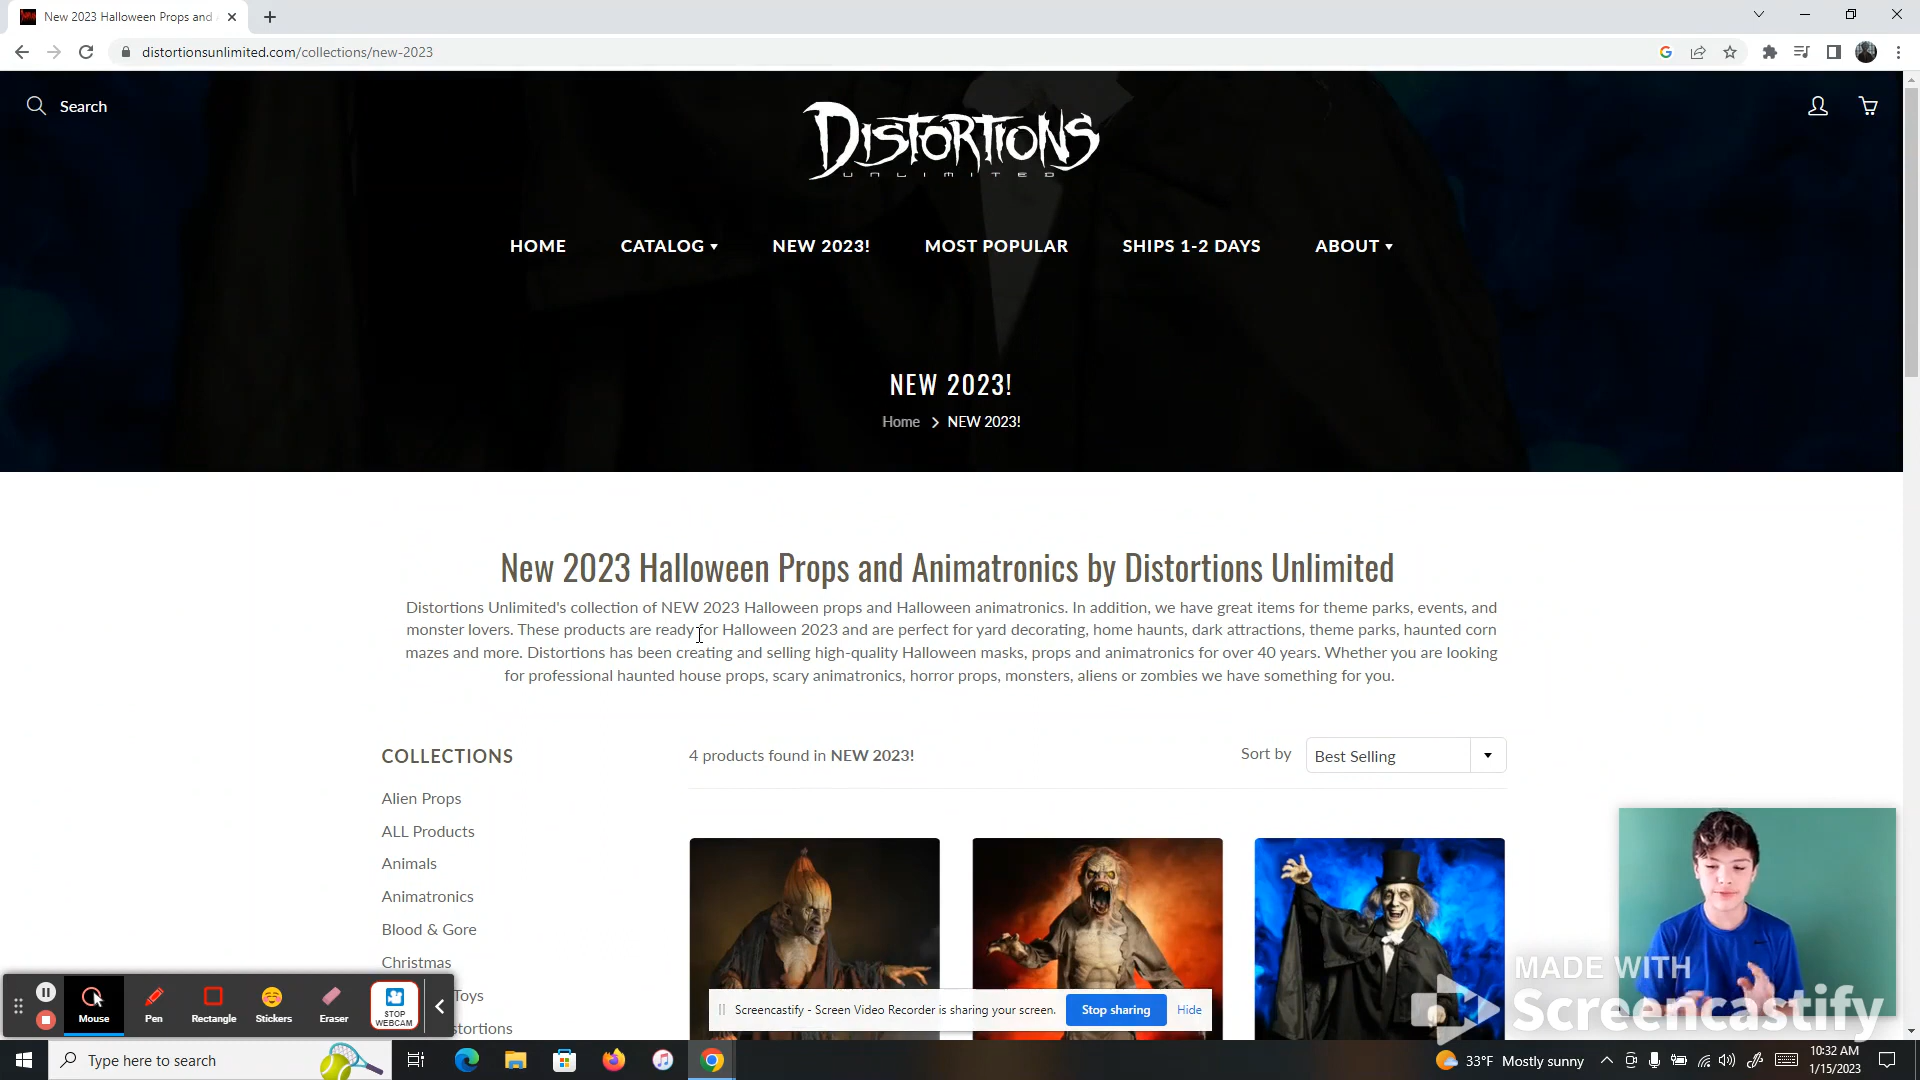 New 2023 Halloween Props and
distortionsunlimited.com/collections/new-2023
Search
DISTORTIONS
UNLIMITED
HOME
CATALOG
NEW 2023!
MOST POPULAR
SHIPS 1-2 DAYS
ABOUT
NEW 2023!
Home > NEW 2023!
New 2023 Halloween Props and Animatronics by Distortions Unlimited
Distortions Unlimited's collection of NEW 2023 Halloween props and Halloween animatronics. In addition, we have great items for theme parks, events, and
monster lovers. These products are ready for Halloween 2023 and are perfect for yard decorating, home haunts, dark attractions, theme parks, haunted corn
mazes and more. Distortions has been creating and selling high-quality Halloween masks, props and animatronics for over 40 years. Whether you are looking
for professional haunted house props, scary animatronics, horror props, monsters, aliens or zombies we have something for you.
COLLECTIONS
4 products found in NEW 2023!
Sort by
Best Selling
Alien Props
ALL Products
Animals
Animatronics
Blood & Gore
Christmas
Toys
stortions
Mouse
Pen
Rectangle
Stickers
Eraser
STOP
WEBCAM
Screencastify - Screen Video Recorder is sharing your screen.
Stop sharing
Hide
MADE WITH
Screencastify
Type here to search
33°F Mostly sunny
10:32 AM
1/15/2023